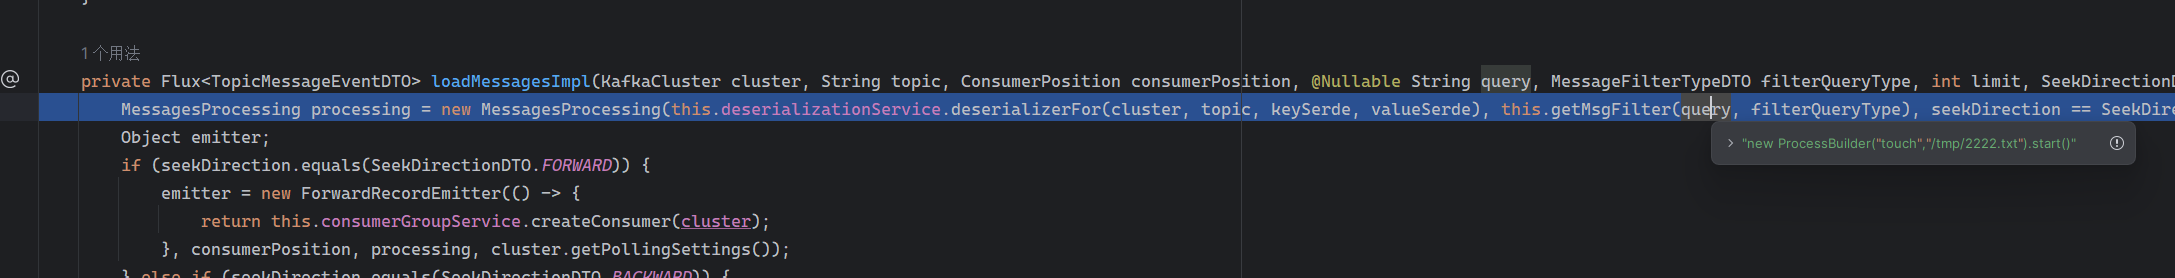 }
1个用法
private Flux<TopicMessageEventDTO> loadMessagesImpl(KafkaCluster cluster, String topic, ConsumerPosition consumerPosition, @Nullable String query, MessageFilterTypeDTO filterQueryType, int limit, SeekDirectionD
MessagesProcessing processing = new MessagesProcessing(this.deserializationService.deserializerFor(cluster, topic, keySerde, valueSerde), this.getMsgFilter(query, filterQueryType), seekDirection == SeekDire
Object emitter;
"new ProcessBuilder("touch","/tmp/2222.txt").start()"
if (seekDirection.equals(SeekDirectionDTO.FORWARD)) {
emitter = new ForwardRecordEmitter(() -> {
return this.consumerGroupService.createConsumer(cluster);
}, consumerPosition, processing, cluster.getPollingSettings());
} else if (seekDirection.equals(SeekDirectionDTO.BACKWARD)) {